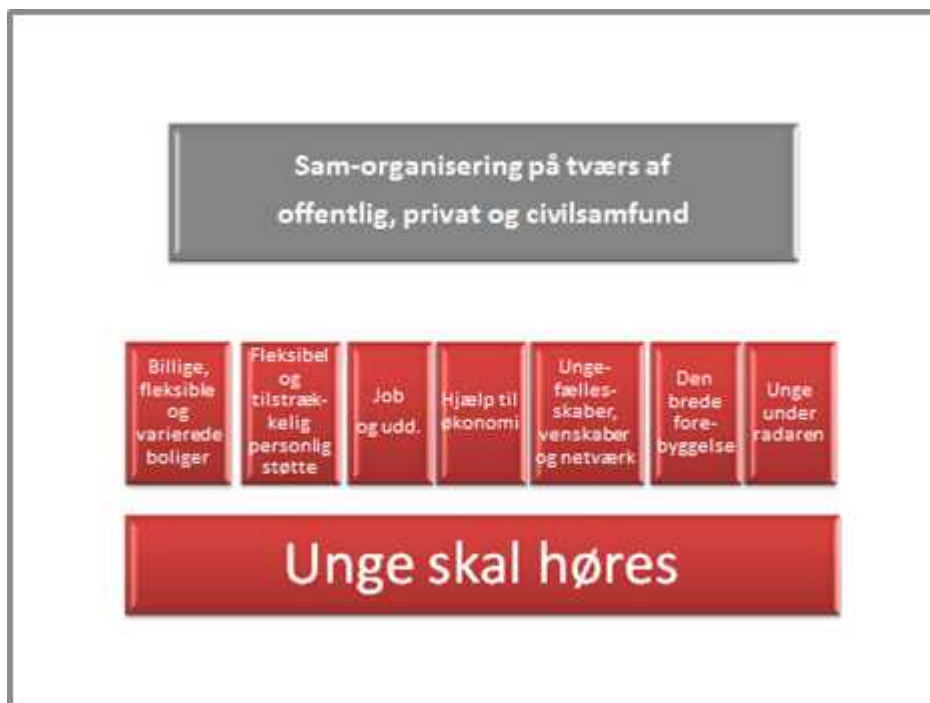 Sam-organisering på tværs af
offentlig, privat og civilsamfund
Billige,
fleksible
og
varierede
boliger
Fleksibel
og
tilstræk-
kelig
personlig
støtte
Job
og udd.
Hjælp til
økonomi
Unge-
fælles-
skaber,
venskaber
og netværk
Den
brede
fore-
byggelse
Unge
under
radaren
Unge skal høres